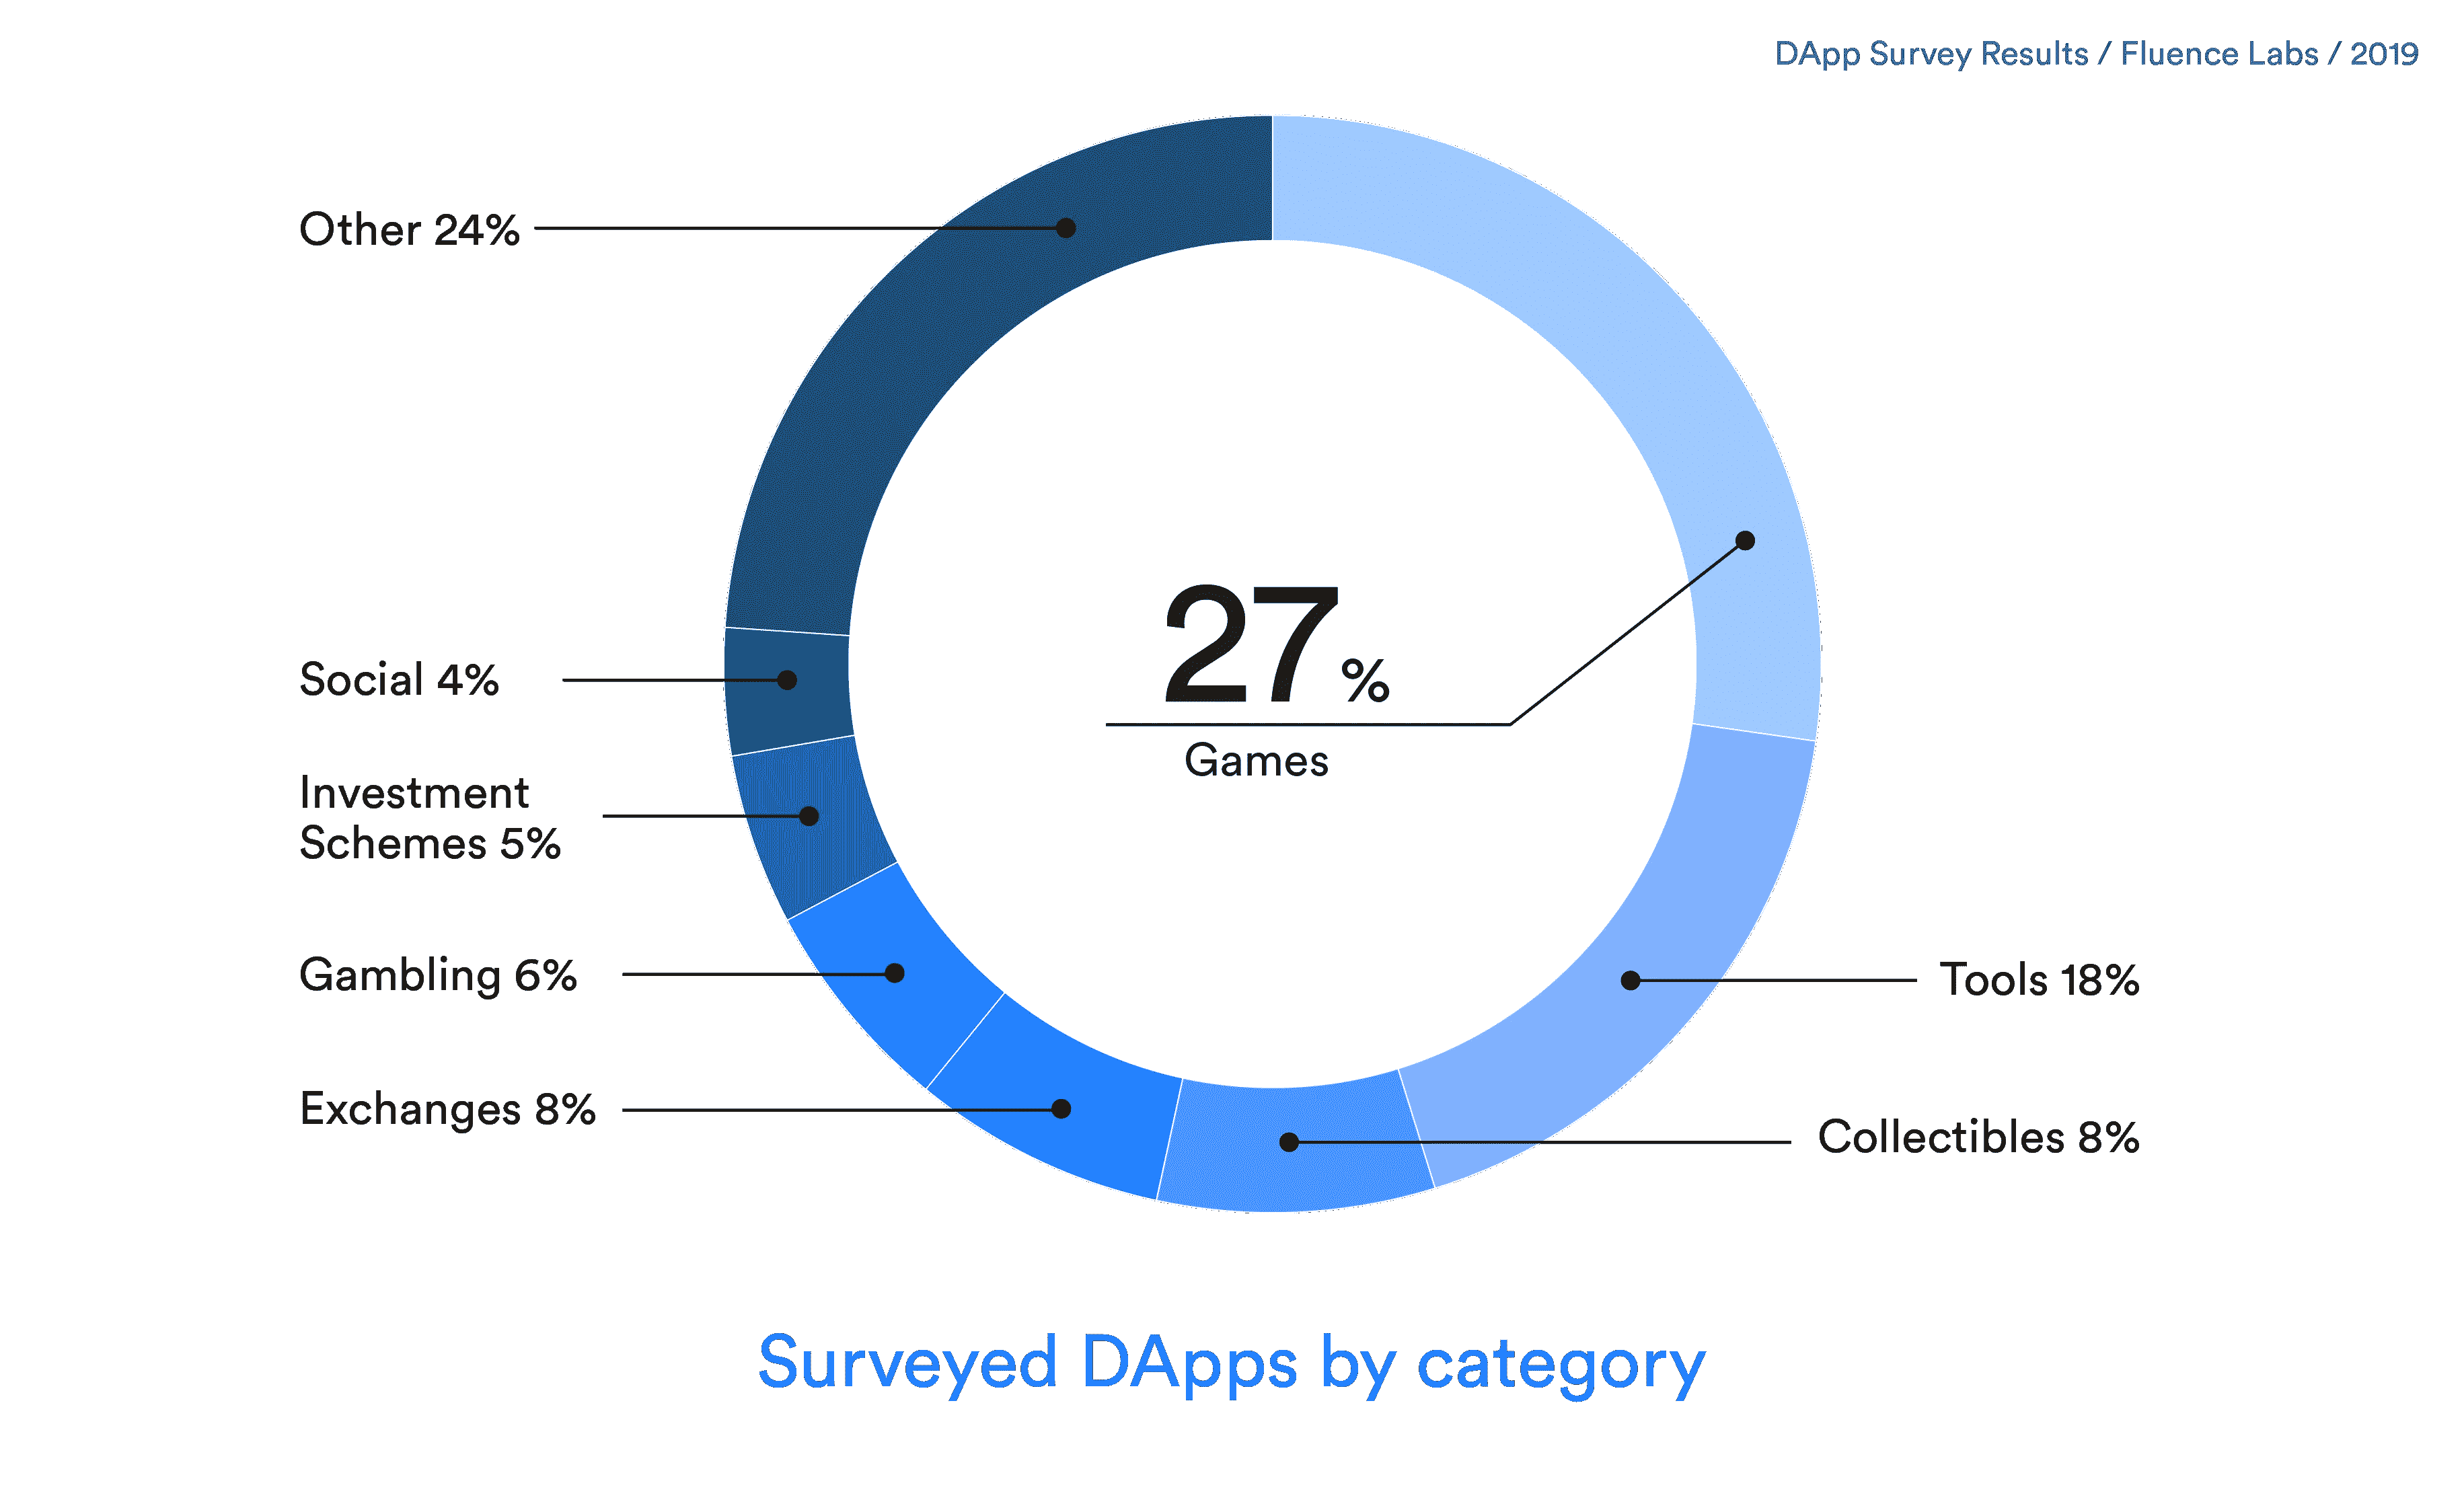 DApp Survey Results / Fluence Labs / 2019
Other 24%
27%
Games
Social 4%
Investment
Schemes 5%
Gambling 6%
Tools 18%
Exchanges 8%
Collectibles 8%
Surveyed DApps by category